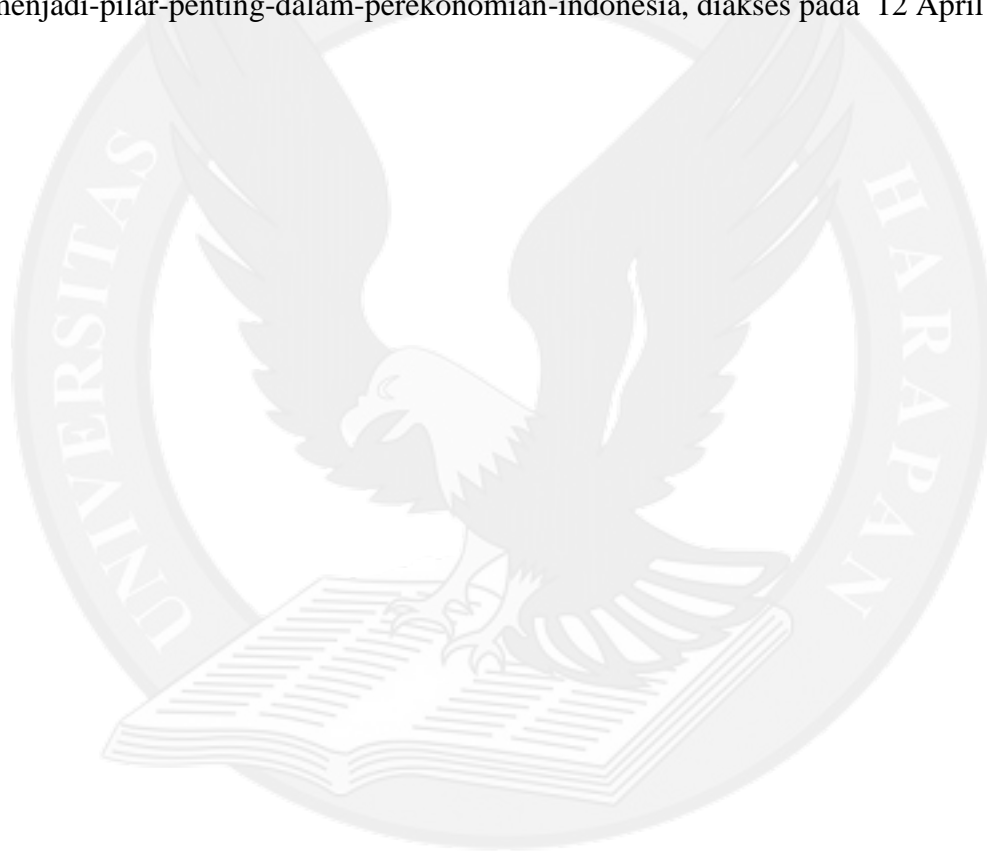 menjadi-pilar-penting-dalam-perekonomian-indonesia, diakses pada  12 April
UNIVERSITAS
HARAPAN